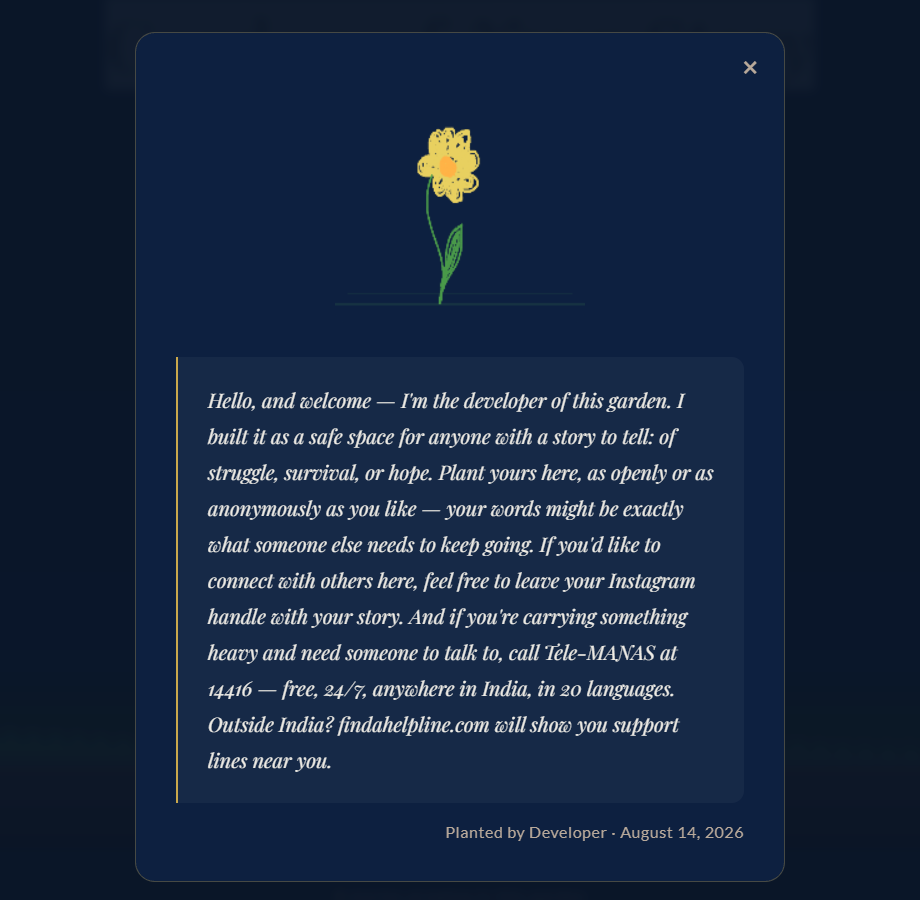 ×
Hello, and welcome — I'm the developer of this garden. I
built it as a safe space for anyone with a story to tell: of
struggle, survival, or hope. Plant yours here, as openly or as
anonymously as you like — your words might be exactly
what someone else needs to keep going. If you'd like to
connect with others here, feel free to leave your Instagram
handle with your story. And if you're carrying something
heavy and need someone to talk to, call Tele-MANAS at
14416 — free, 24/7, anywhere in India, in 20 languages.
Outside India? findahelpline.com will show you support
lines near you.
Planted by Developer · August 14, 2026